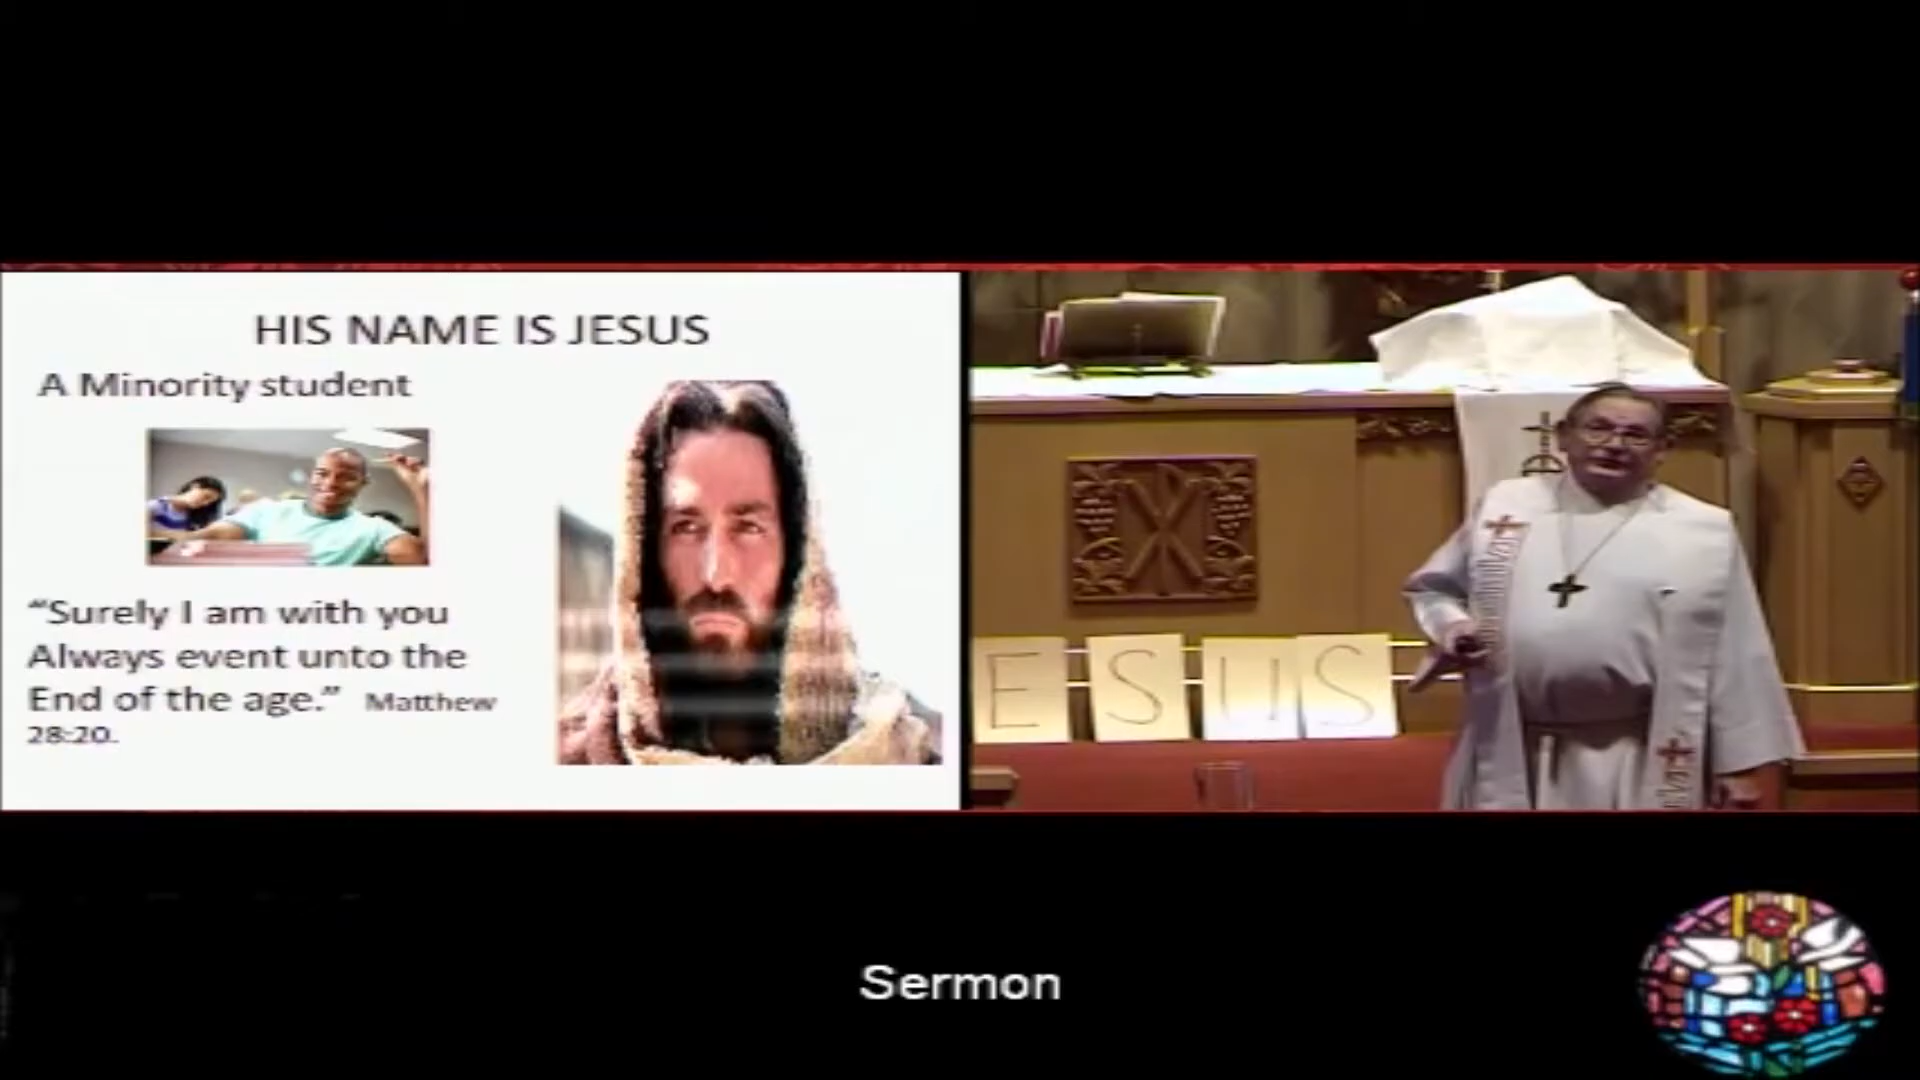 HIS NAME IS JESUS
A Minority student
“Surely I am with you
Always event unto the
End of the age.” Matthew
28:20.
E S U S
Sermon